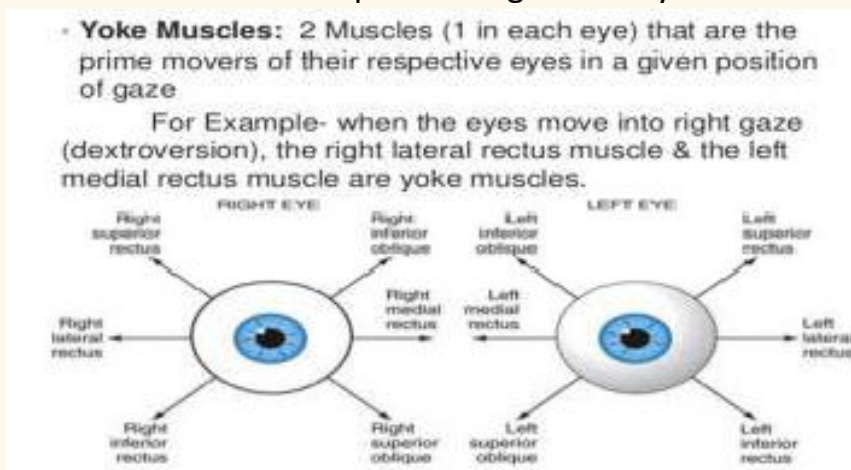 · Yoke Muscles: 2 Muscles (1 in each eye) that are the
prime movers of their respective eyes in a given position
of gaze
For Example- when the eyes move into right gaze
(dextroversion), the right lateral rectus muscle & the left
medial rectus muscle are yoke muscles.
RIGHT EYE
Right
superior
rectus
Right
inferior
oblique
Right
lateral
rectus
Right
medial
rectus
Right
inferior
rectus
Right
superior
oblique
LEFT EYE
Left
inferior
oblique
Left
superior
rectus
Left
medial
rectus
Left
lateral
rectus
Left
superior
oblique
Left
inferior
rectus